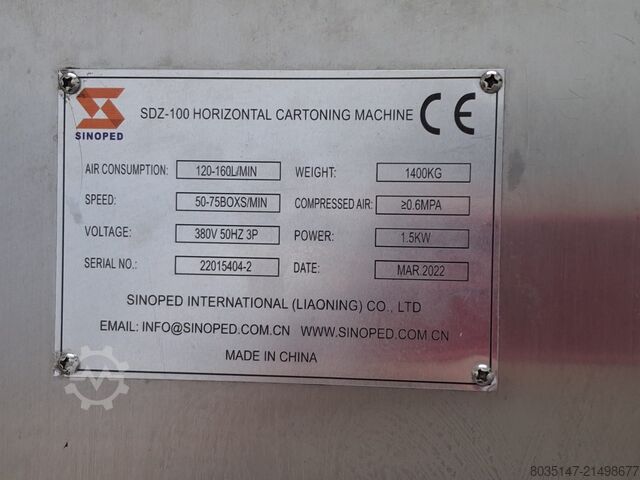 SINOPED
SDZ-100 HORIZONTAL CARTONING MACHINE CE
AIR CONSUMPTION: 120-160L/MIN WEIGHT: 1400KG
SPEED: 50-75BOXS/MIN COMPRESSED AIR: ≥0.6MPA
VOLTAGE: 380V 50HZ 3P POWER: 1.5KW
SERIAL NO.: 22015404-2 DATE: MAR.2022
SINOPED INTERNATIONAL (LIAONING) CO., LTD
EMAIL: INFO@SINOPED.COM.CN WWW.SINOPED.COM.CN
MADE IN CHINA
8035147-21498677